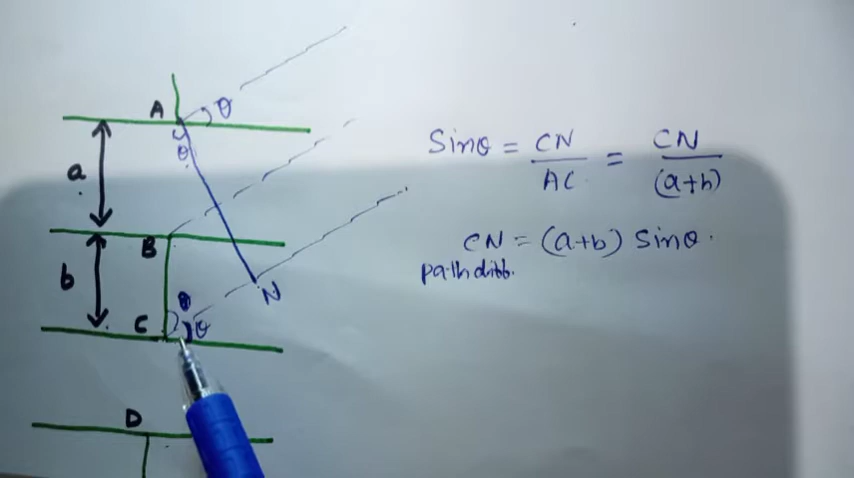 A θ
θ
a
B
b
N
C θ
D
Sinθ = CN/AC = CN/(a+b)
CN = (a+b) Sinθ.
path diff.